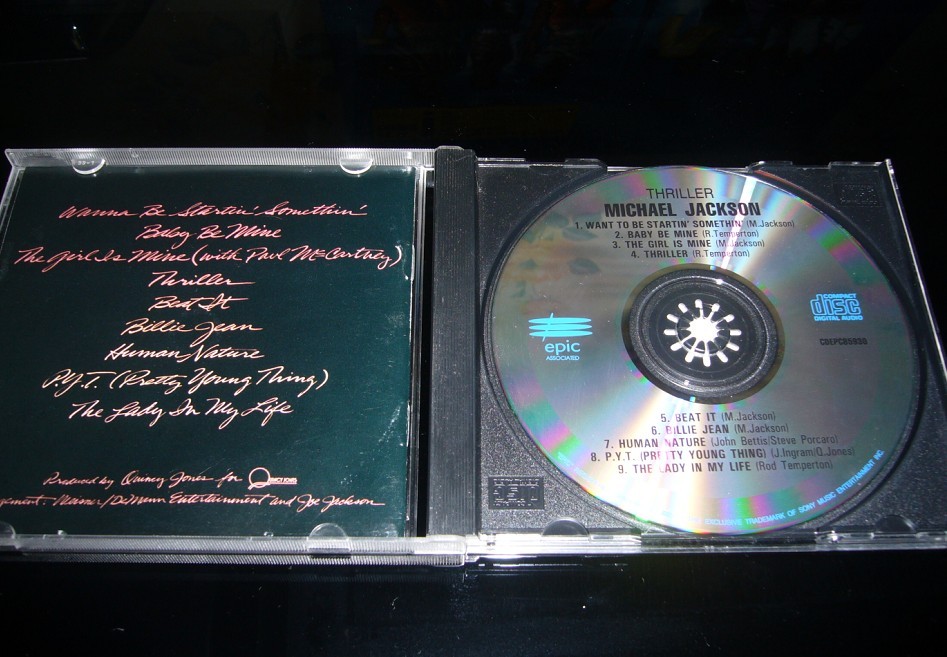 Wanna Be Startin' Somethin'
Baby Be Mine
The Girl Is Mine (with Paul McCartney)
Thriller
Beat It
Billie Jean
Human Nature
P.Y.T. (Pretty Young Thing)
The Lady In My Life
Produced by Quincy Jones for
QUINCY JONES
gement: Weisner/DeMann Entertainment and Joe Jackson
THRILLER
MICHAEL JACKSON
1. WANT TO BE STARTIN' SOMETHIN' (M.Jackson)
2. BABY BE MINE (R.Temperton)
3. THE GIRL IS MINE (M.Jackson)
4. THRILLER (R.Temperton)
epic
ASSOCIATED
COMPACT
disc
DIGITAL AUDIO
5. BEAT IT (M.Jackson)
6. BILLIE JEAN (M.Jackson)
7. HUMAN NATURE (John Bettis|Steve Porcaro)
8. P.Y.T. (PRETTY YOUNG THING) (J.Ingram|Q.Jones)
9. THE LADY IN MY LIFE (Rod Temperton)
EXCLUSIVE TRADEMARK OF SONY MUSIC ENTERTAINMENT INC.